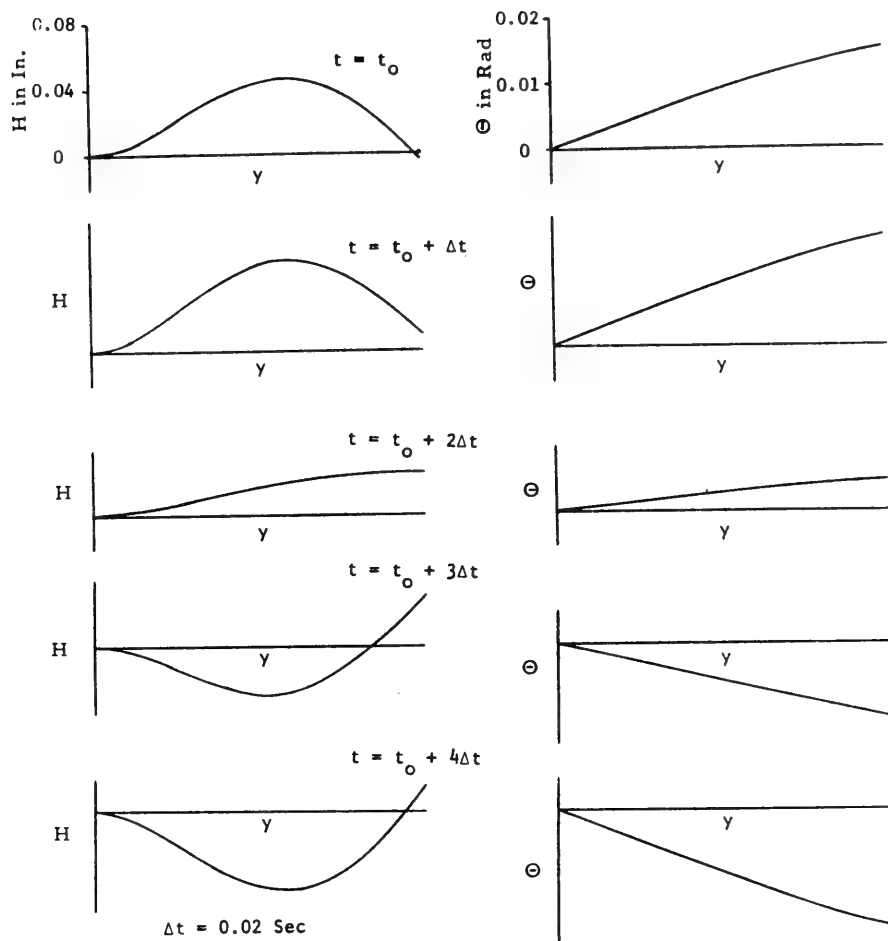 0.08
0.04
0
H in In.
t = t₀
y
0.02
0.01
0
Θ in Rad
y
t = t₀ + Δt
H
y
Θ
y
t = t₀ + 2Δt
H
y
Θ
y
t = t₀ + 3Δt
H
y
Θ
y
t = t₀ + 4Δt
H
y
Θ
y
Δt = 0.02 Sec